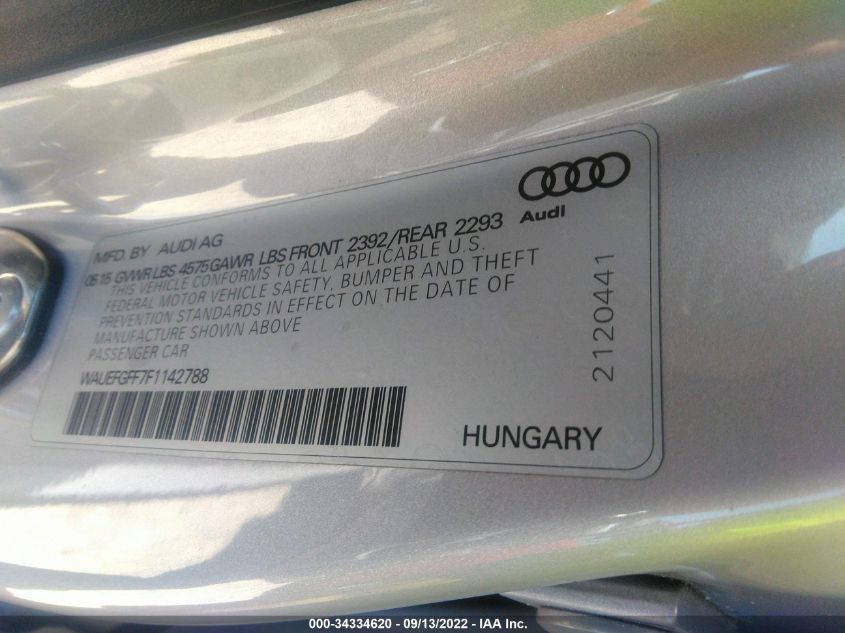 Audi
MFD. BY AUDI AG
0515 GVWR LBS 4575 GAWR LBS FRONT 2392/REAR 2293
THIS VEHICLE CONFORMS TO ALL APPLICABLE U.S.
FEDERAL MOTOR VEHICLE SAFETY, BUMPER AND THEFT
PREVENTION STANDARDS IN EFFECT ON THE DATE OF
MANUFACTURE SHOWN ABOVE
PASSENGER CAR
WAUEFGFF7F1142788
HUNGARY
2120441
000-34334620 - 09/13/2022 - IAA Inc.